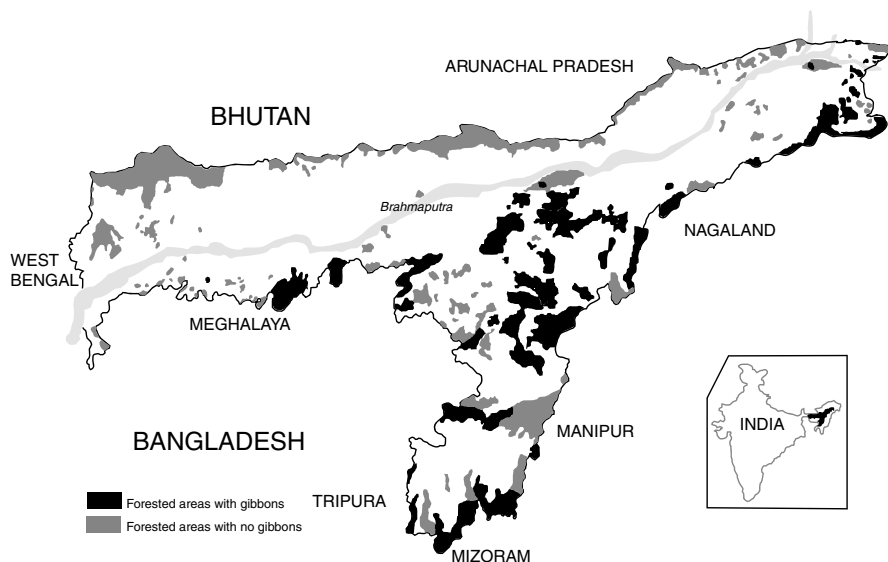 ARUNACHAL PRADESH
BHUTAN
Brahmaputra
NAGALAND
WEST
BENGAL
MEGHALAYA
INDIA
MANIPUR
BANGLADESH
TRIPURA
Forested areas with gibbons
Forested areas with no gibbons
MIZORAM